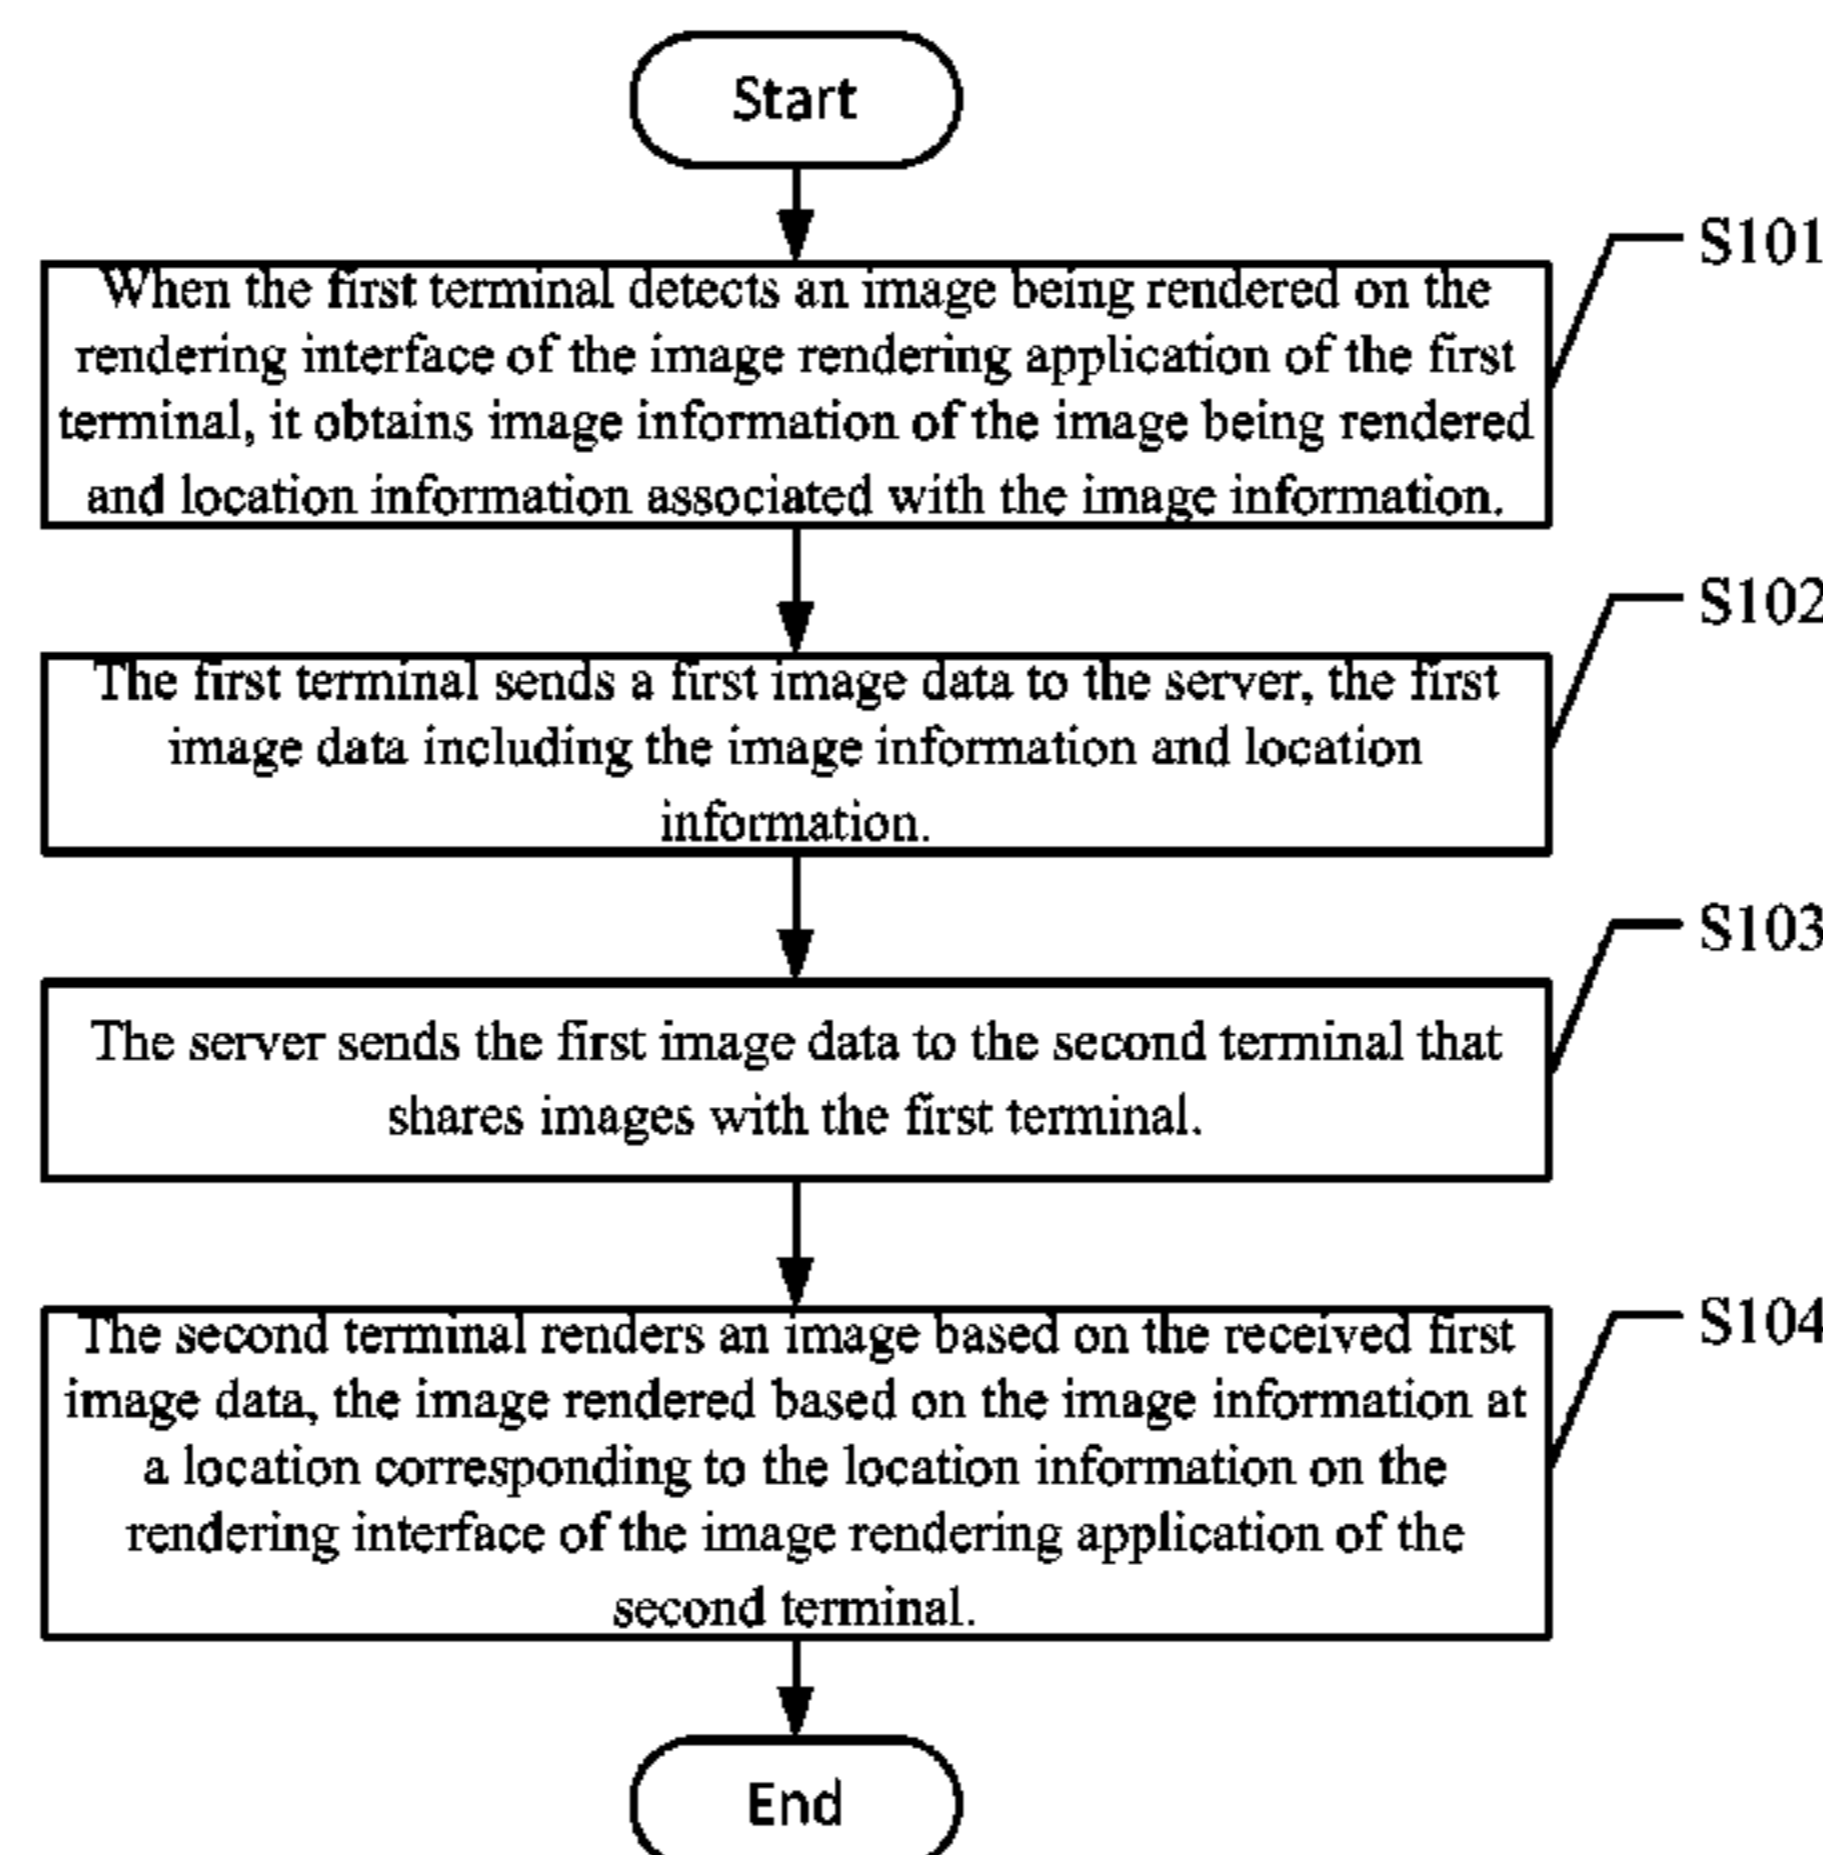 Start
S101
When the first terminal detects an image being rendered on the
rendering interface of the image rendering application of the first
terminal, it obtains image information of the image being rendered
and location information associated with the image information.
S102
The first terminal sends a first image data to the server, the first
image data including the image information and location
information.
S103
The server sends the first image data to the second terminal that
shares images with the first terminal.
S104
The second terminal renders an image based on the received first
image data, the image rendered based on the image information at
a location corresponding to the location information on the
rendering interface of the image rendering application of the
second terminal.
End